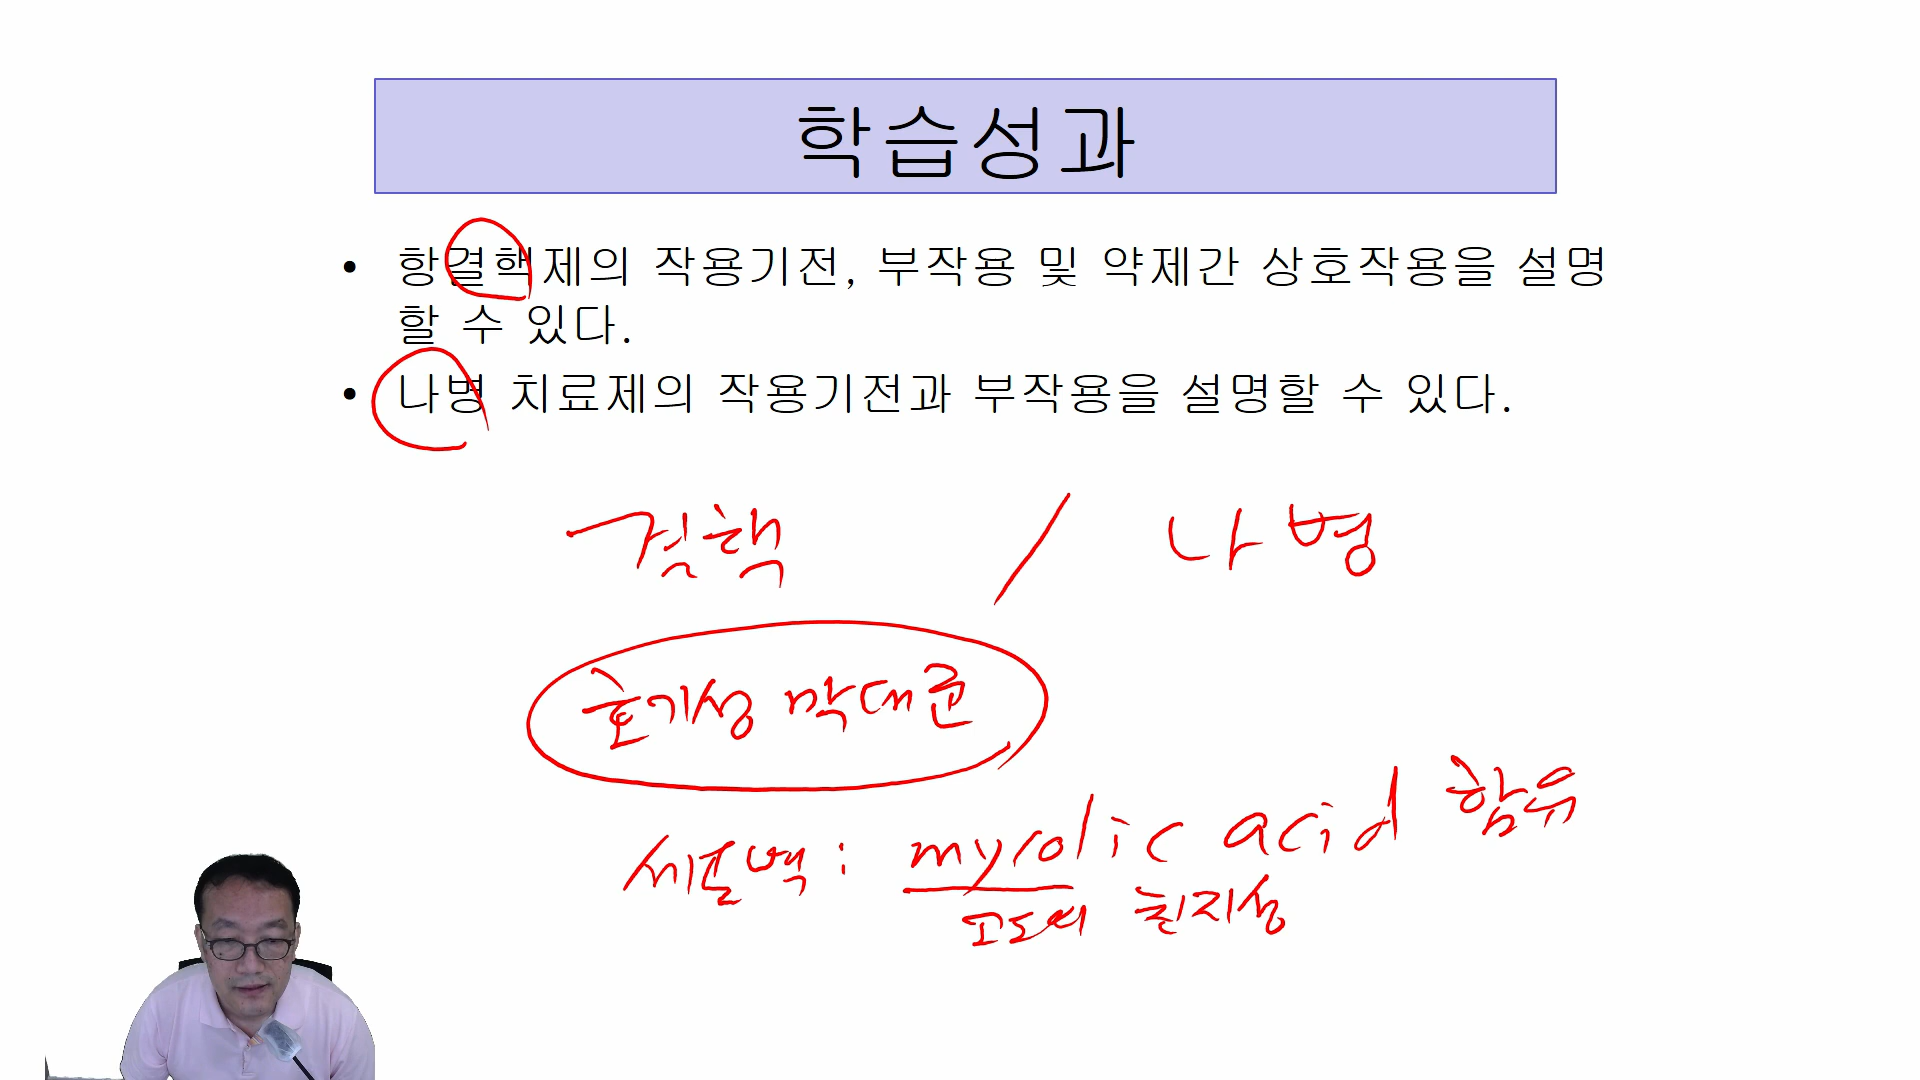 학습성과
• 항결핵제의 작용기전, 부작용 및 약제간 상호작용을 설명
할 수 있다.
• 나병 치료제의 작용기전과 부작용을 설명할 수 있다.
결핵 / 나병
호기성 막대균
세포벽 : mycolic acid 함유
고도의 친지성